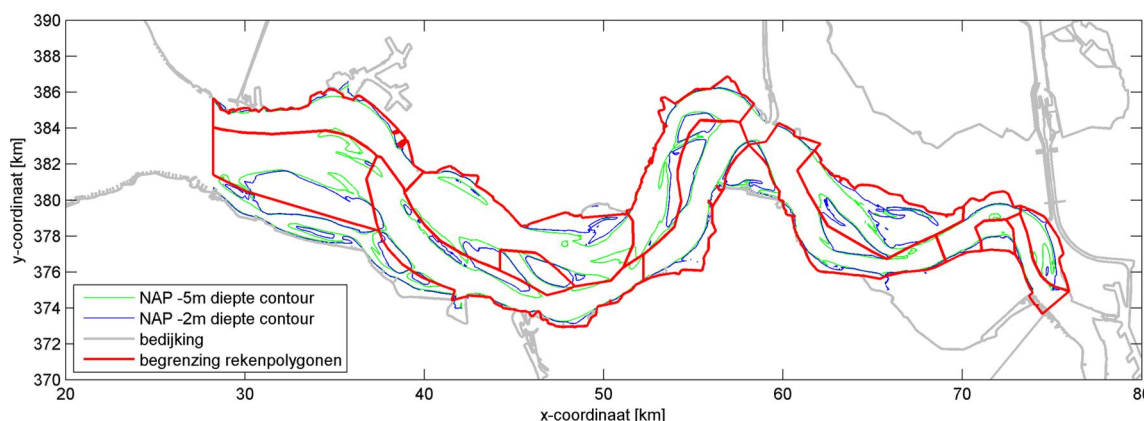 390
388
386
384
382
380
378
376
374
372
370
y-coordinaat [km]
NAP -5m diepte contour
NAP -2m diepte contour
bedijking
begrenzing rekenpolygonen
20 30 40 50 60 70 80
x-coordinaat [km]